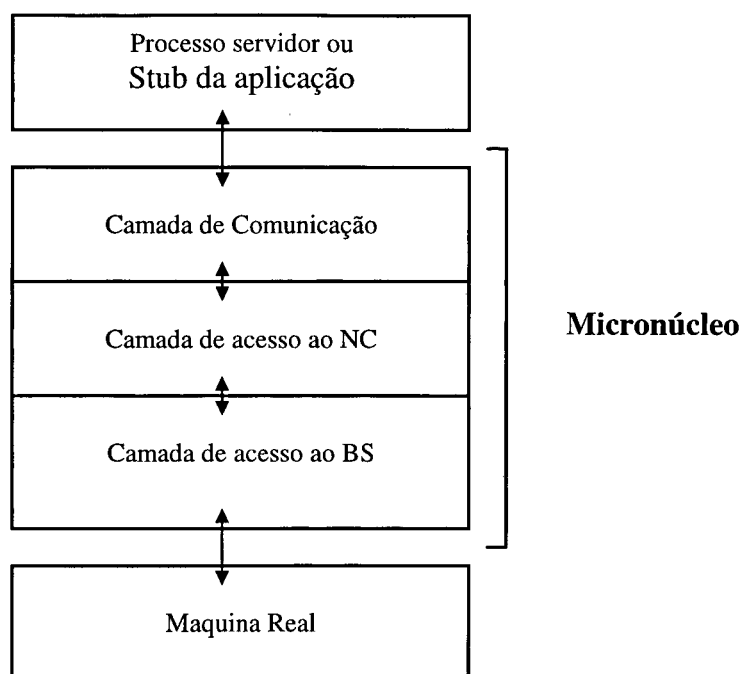 Processo servidor ou
Stub da aplicação
Camada de Comunicação
Camada de acesso ao NC
Micronúcleo
Camada de acesso ao BS
Maquina Real